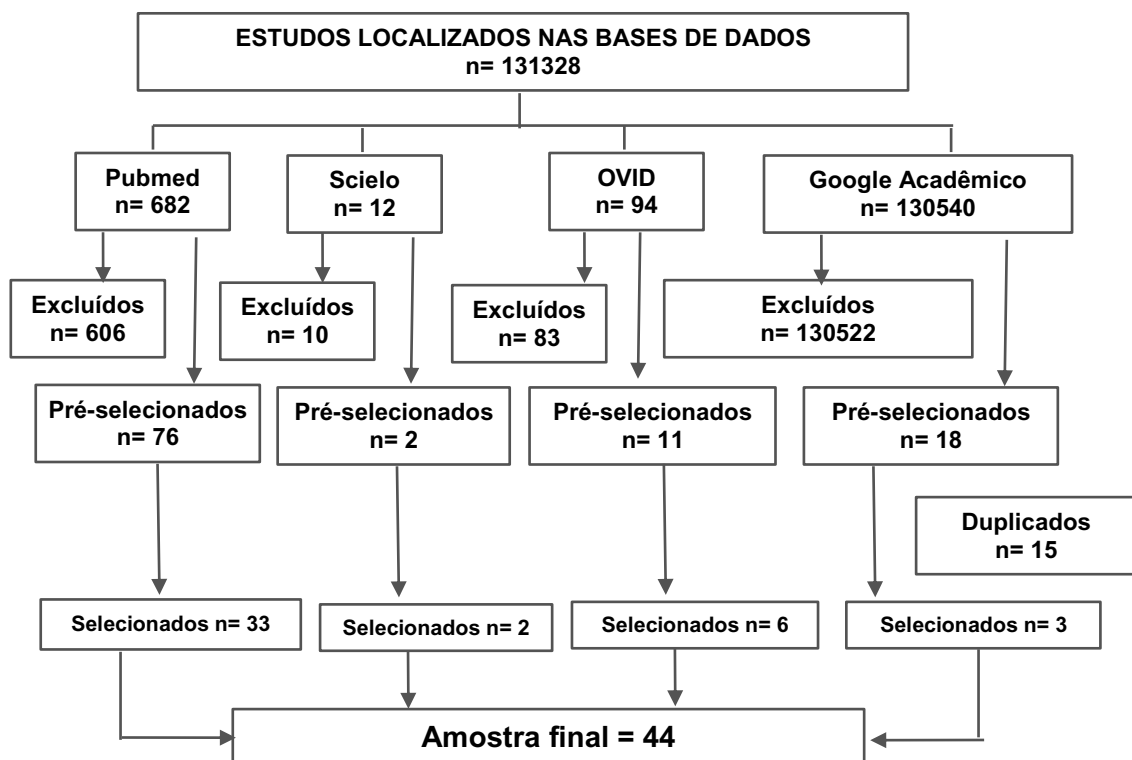 ESTUDOS LOCALIZADOS NAS BASES DE DADOS
n= 131328
Pubmed
n= 682
Scielo
n= 12
OVID
n= 94
Google Acadêmico
n= 130540
Excluídos
n= 606
Excluídos
n= 10
Excluídos
n= 83
Excluídos
n= 130522
Pré-selecionados
n= 76
Pré-selecionados
n= 2
Pré-selecionados
n= 11
Pré-selecionados
n= 18
Duplicados
n= 15
Selecionados n= 33
Selecionados n= 2
Selecionados n= 6
Selecionados n= 3
Amostra final = 44